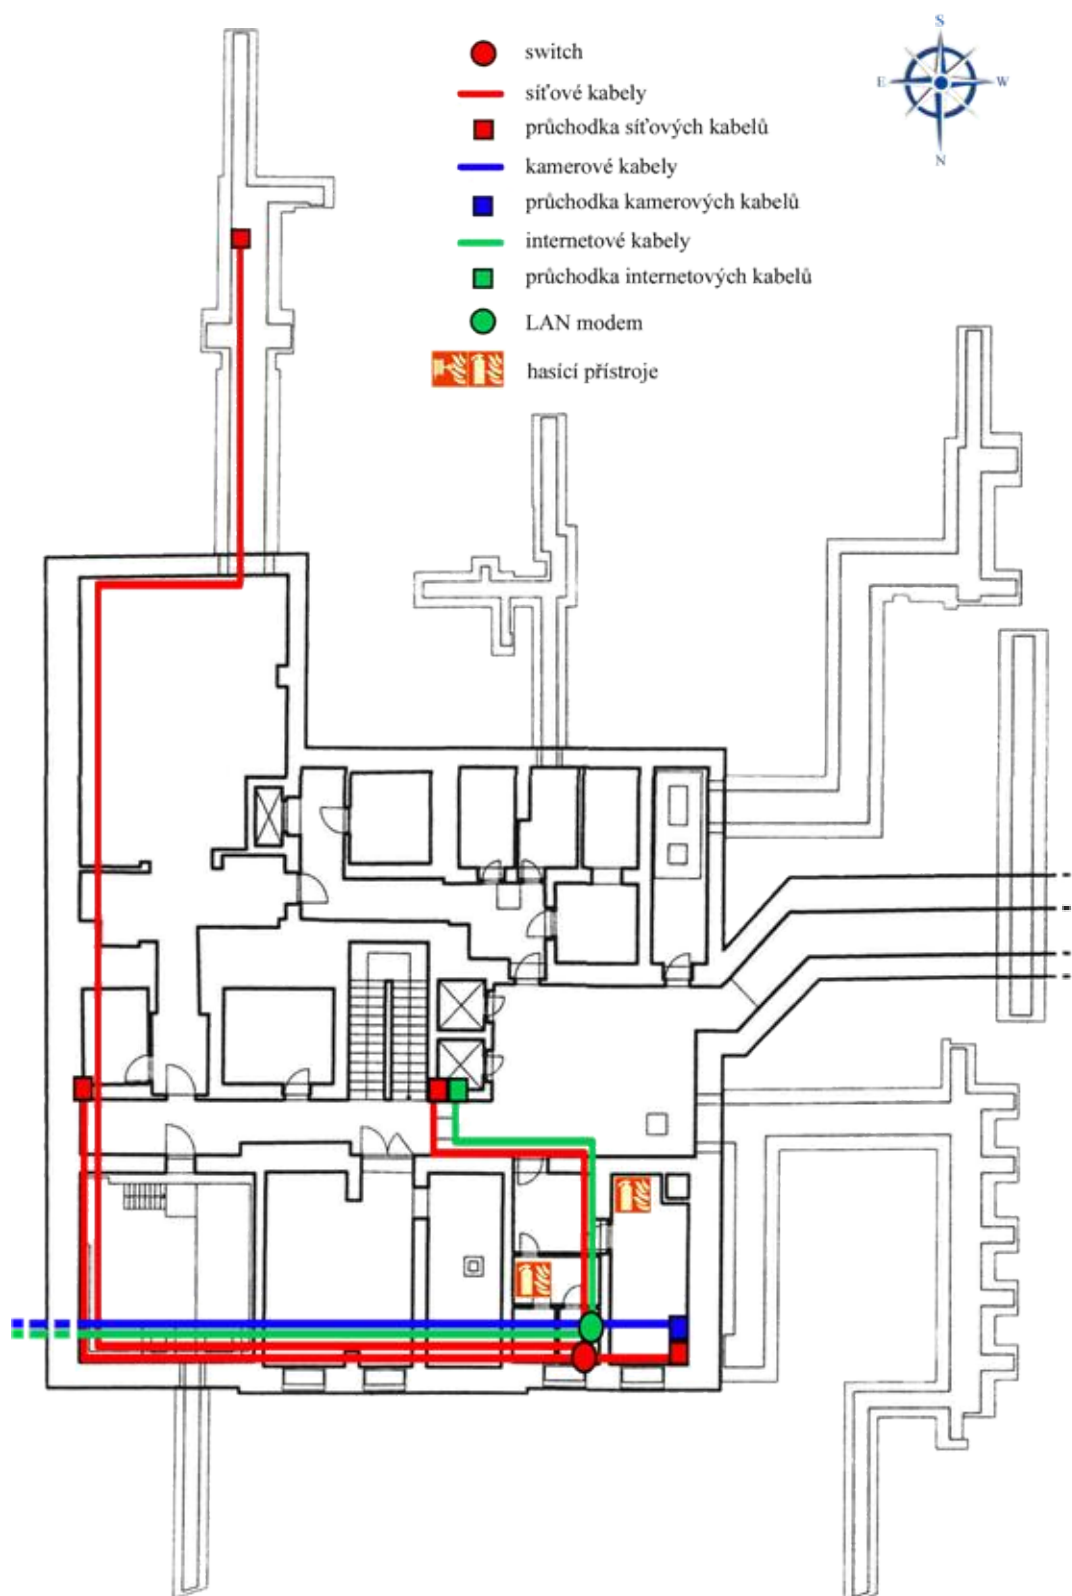 switch
síťové kabely
průchodka síťových kabelů
kamerové kabely
průchodka kamerových kabelů
internetové kabely
průchodka internetových kabelů
LAN modem
hasící přístroje
S
E
W
N